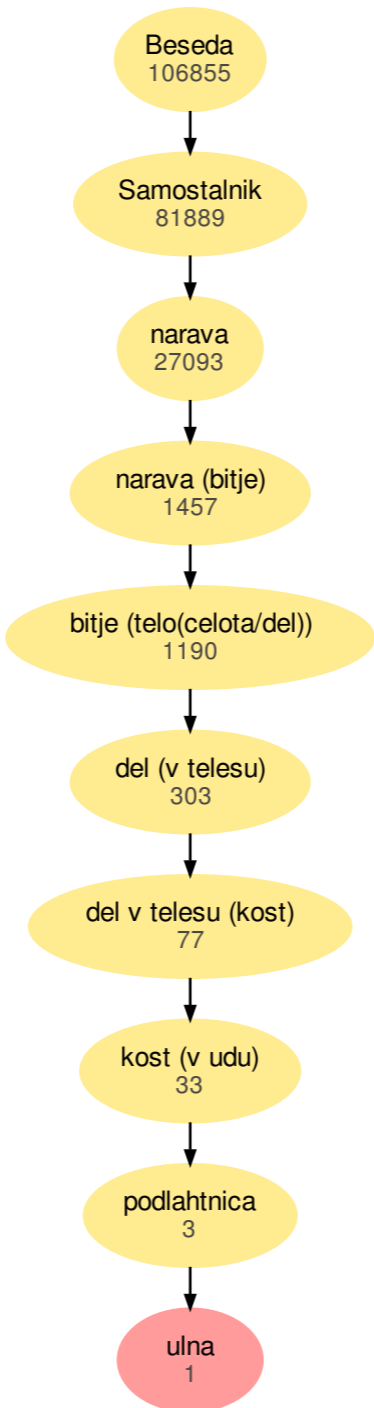 Beseda
106855
Samostalnik
81889
narava
27093
narava (bitje)
1457
bitje (telo(celota/del))
1190
del (v telesu)
303
del v telesu (kost)
77
kost (v udu)
33
podlahtnica
3
ulna
1